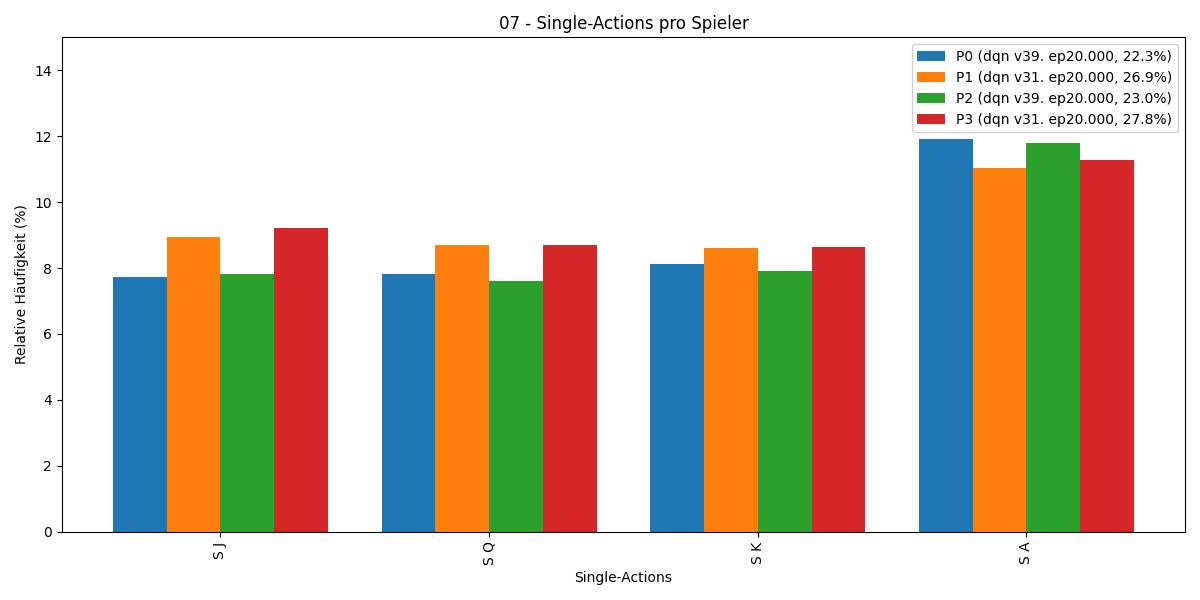 07 - Single-Actions pro Spieler
P0 (dqn v39. ep20.000, 22.3%)
P1 (dqn v31. ep20.000, 26.9%)
P2 (dqn v39. ep20.000, 23.0%)
P3 (dqn v31. ep20.000, 27.8%)
Relative Häufigkeit (%)
14
12
10
8
6
4
2
0
S J
S Q
S K
S A
Single-Actions